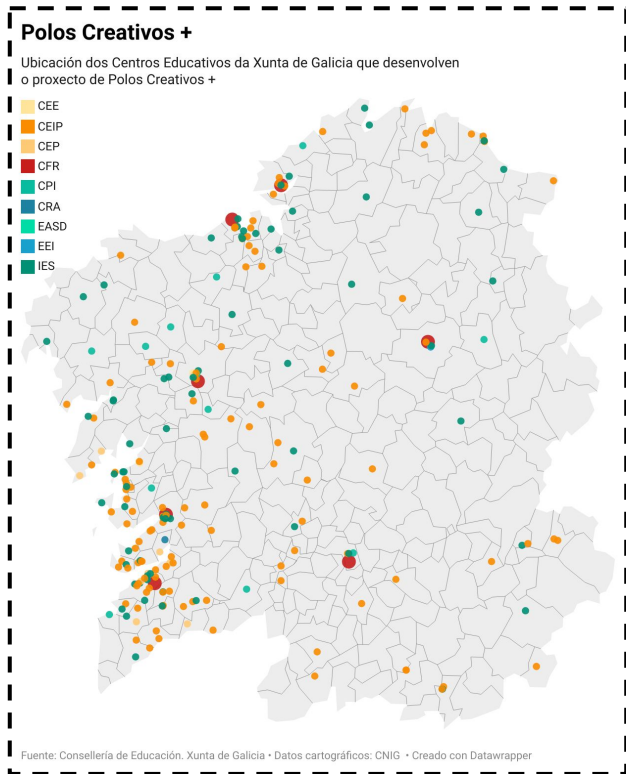 Polos Creativos +
Ubicación dos Centros Educativos da Xunta de Galicia que desenvolven
o proxecto de Polos Creativos +
CEE
CEIP
CEP
CFR
CPI
CRA
EASD
EEI
IES
Fuente: Consellería de Educación. Xunta de Galicia • Datos cartográficos: CNIG • Creado con Datawrapper